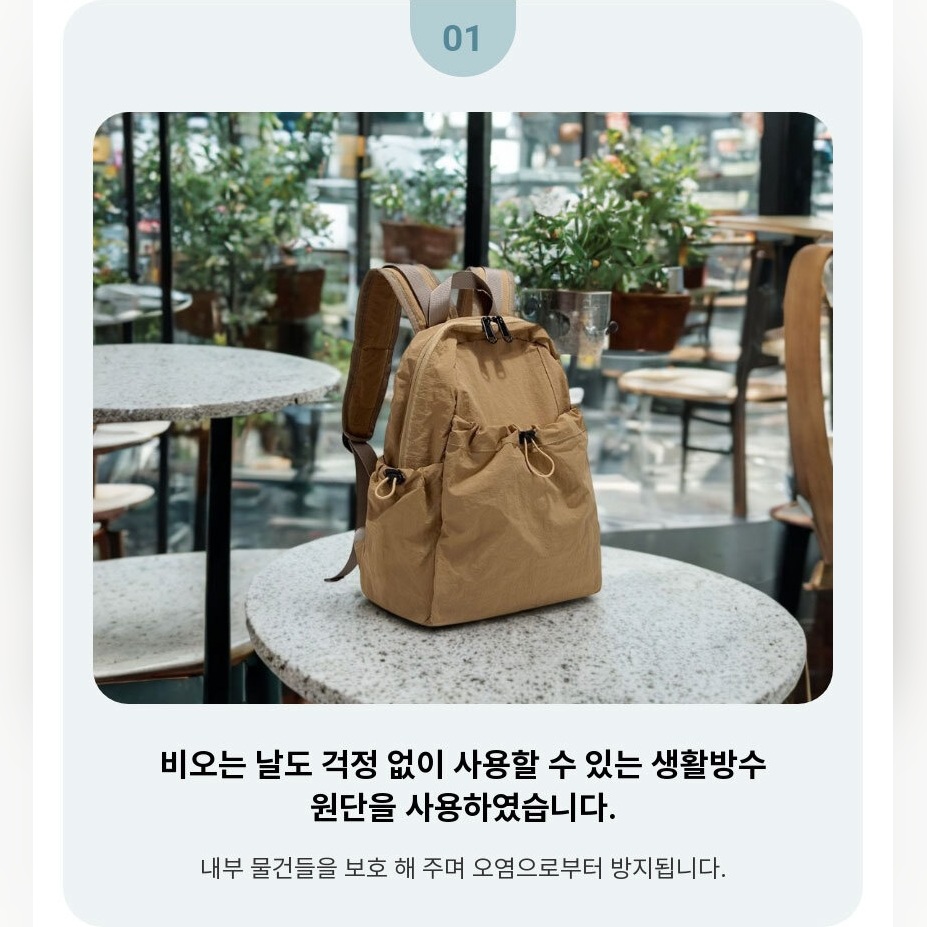 01
비오는 날도 걱정 없이 사용할 수 있는 생활방수
원단을 사용하였습니다.
내부 물건들을 보호 해 주며 오염으로부터 방지됩니다.